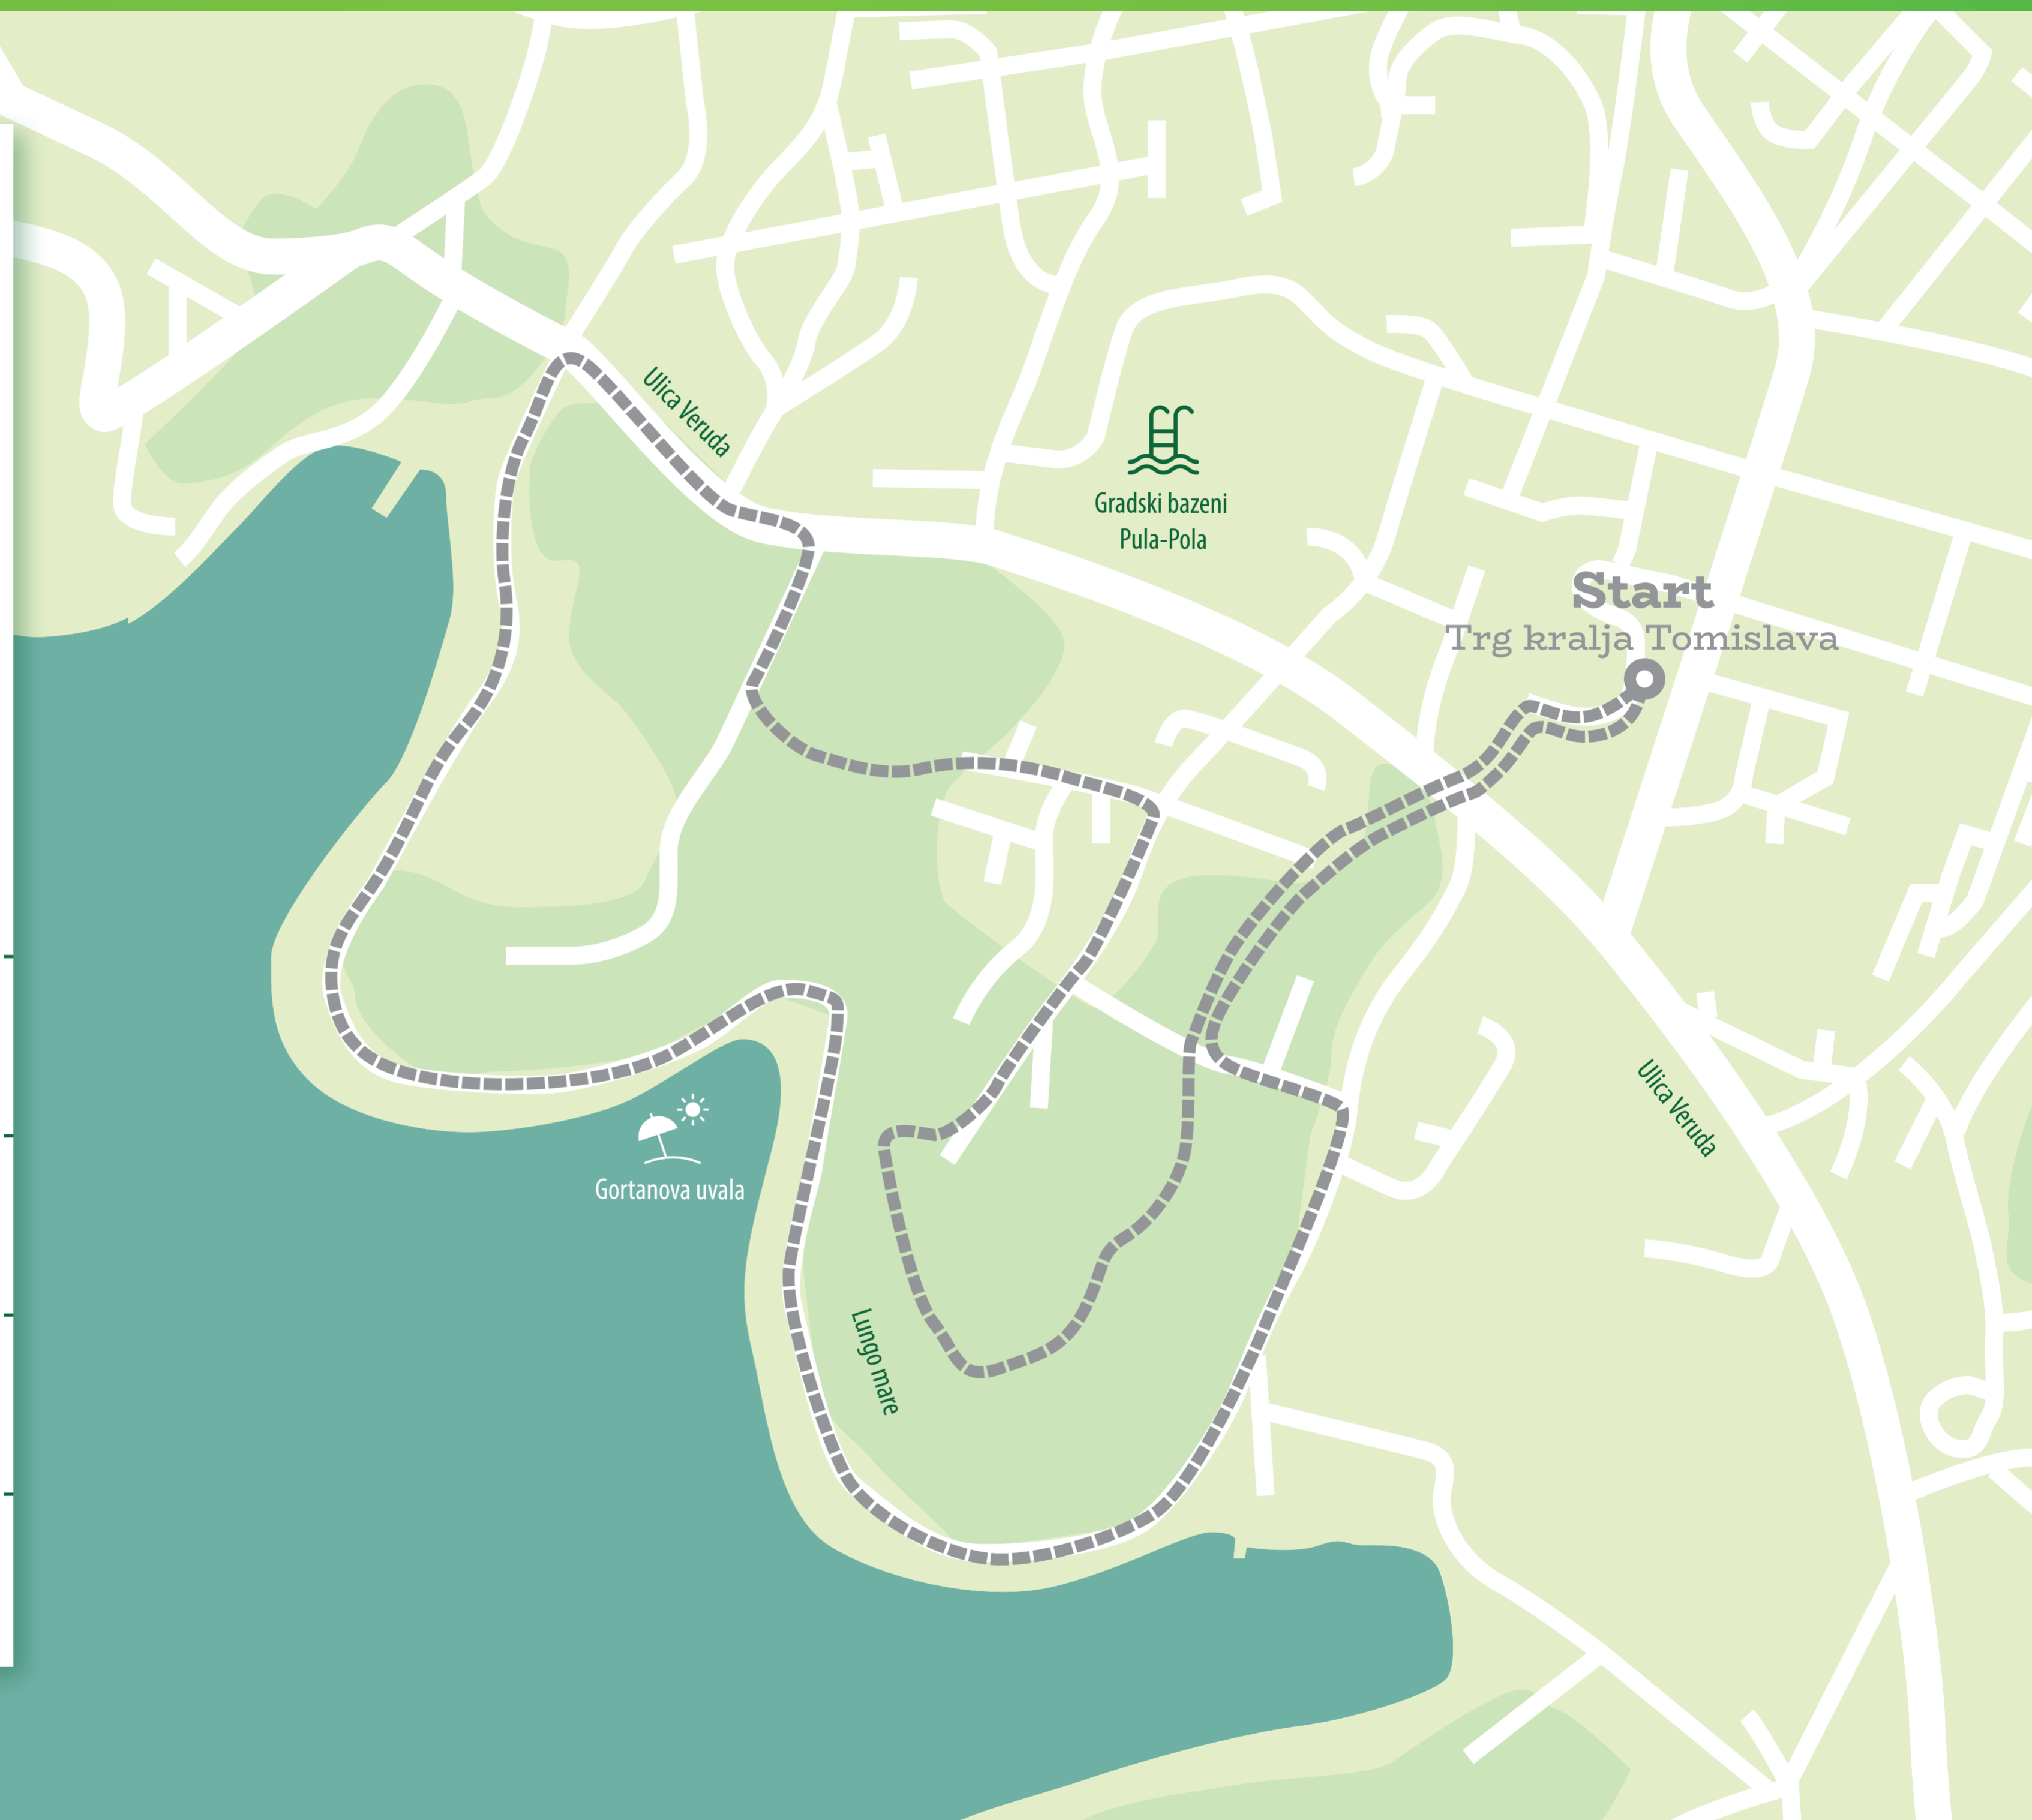 Ulica Veruda
Gradski bazeni
Pula-Pola
Start
Trg kralja Tomislava
Ulica Veruda
Gortanova uvala
Lungo mare